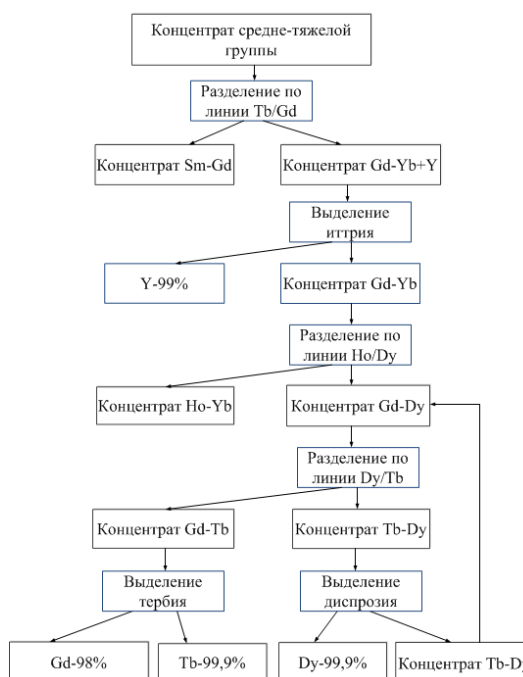 Концентрат средне-тяжелой
группы
Разделение по
линии Tb/Gd
Концентрат Sm-Gd
Концентрат Gd-Yb+Y
Выделение
иттрия
Y-99%
Концентрат Gd-Yb
Разделение по
линии Ho/Dy
Концентрат Ho-Yb
Концентрат Gd-Dy
Разделение по
линии Dy/Tb
Концентрат Gd-Tb
Концентрат Tb-Dy
Выделение
тербия
Выделение
диспрозия
Gd-98%
Tb-99,9%
Dy-99,9%
Концентрат Tb-Dy